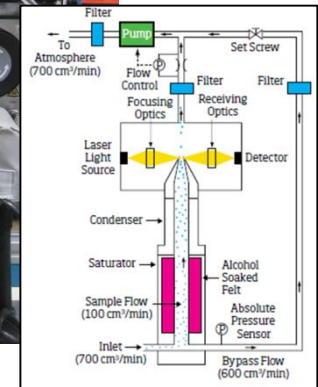 Filter
Pump
To
Atmosphere
(700 cm³/min)
Set Screw
P
Flow
Control
Filter
Filter
Focusing
Optics
Receiving
Optics
Laser
Light
Source
Detector
Condenser
Saturator
Alcohol
Soaked
Felt
Sample Flow
(100 cm³/min)
Absolute
Pressure
Sensor
P
Inlet
(700 cm³/min)
Bypass Flow
(600 cm³/min)